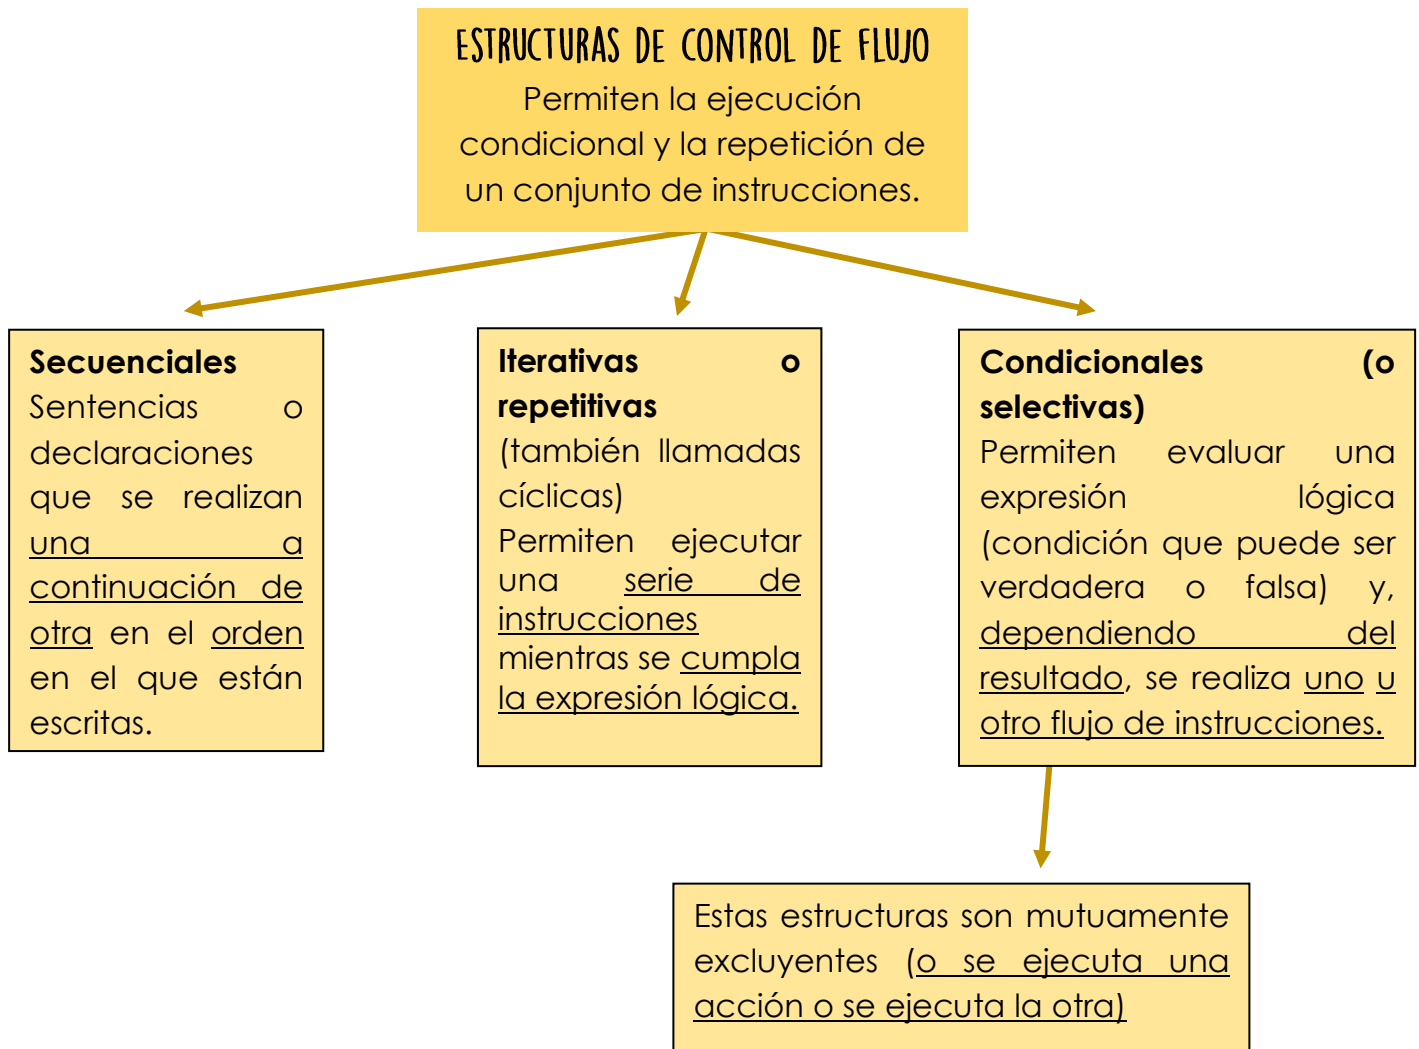 ESTRUCTURAS DE CONTROL DE FLUJO
Permiten la ejecución
condicional y la repetición de
un conjunto de instrucciones.
Secuenciales
Sentencias o
declaraciones
que se realizan
una a
continuación de
otra en el orden
en el que están
escritas.
Iterativas o
repetitivas
(también llamadas
cíclicas)
Permiten ejecutar
una serie de
instrucciones
mientras se cumpla
la expresión lógica.
Condicionales (o
selectivas)
Permiten evaluar una
expresión lógica
(condición que puede ser
verdadera o falsa) y,
dependiendo del
resultado, se realiza uno u
otro flujo de instrucciones.
Estas estructuras son mutuamente
excluyentes (o se ejecuta una
acción o se ejecuta la otra)